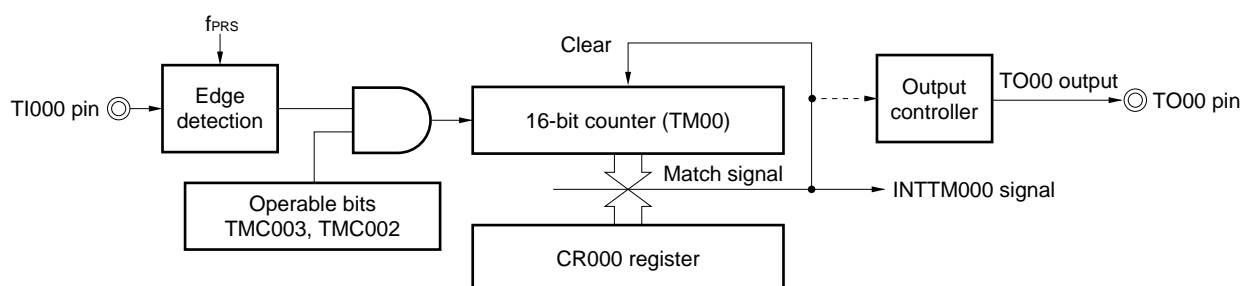 fPRS
Clear
TI000 pin
Edge
detection
16-bit counter (TM00)
Output
controller
TO00 output
TO00 pin
Operable bits
TMC003, TMC002
Match signal
INTTM000 signal
CR000 register